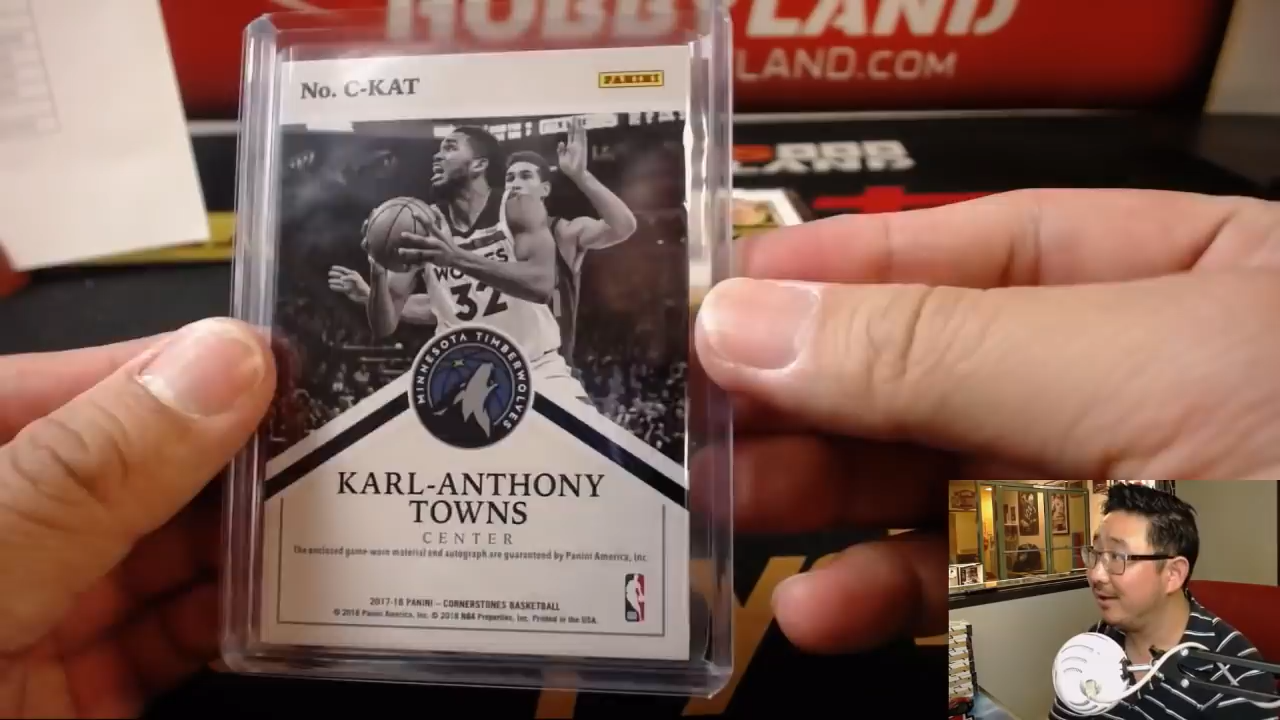 HOBBYLAND
LAND.COM
LAND
No. C-KAT
PANINI
WOLVES
32
MINNESOTA TIMBERWOLVES
KARL-ANTHONY
TOWNS
CENTER
The enclosed game-worn material and autograph are guaranteed by Panini America, Inc.
2017-18 PANINI – CORNERSTONES BASKETBALL
© 2018 Panini America, Inc. © 2018 NBA Properties, Inc. Printed in the USA.